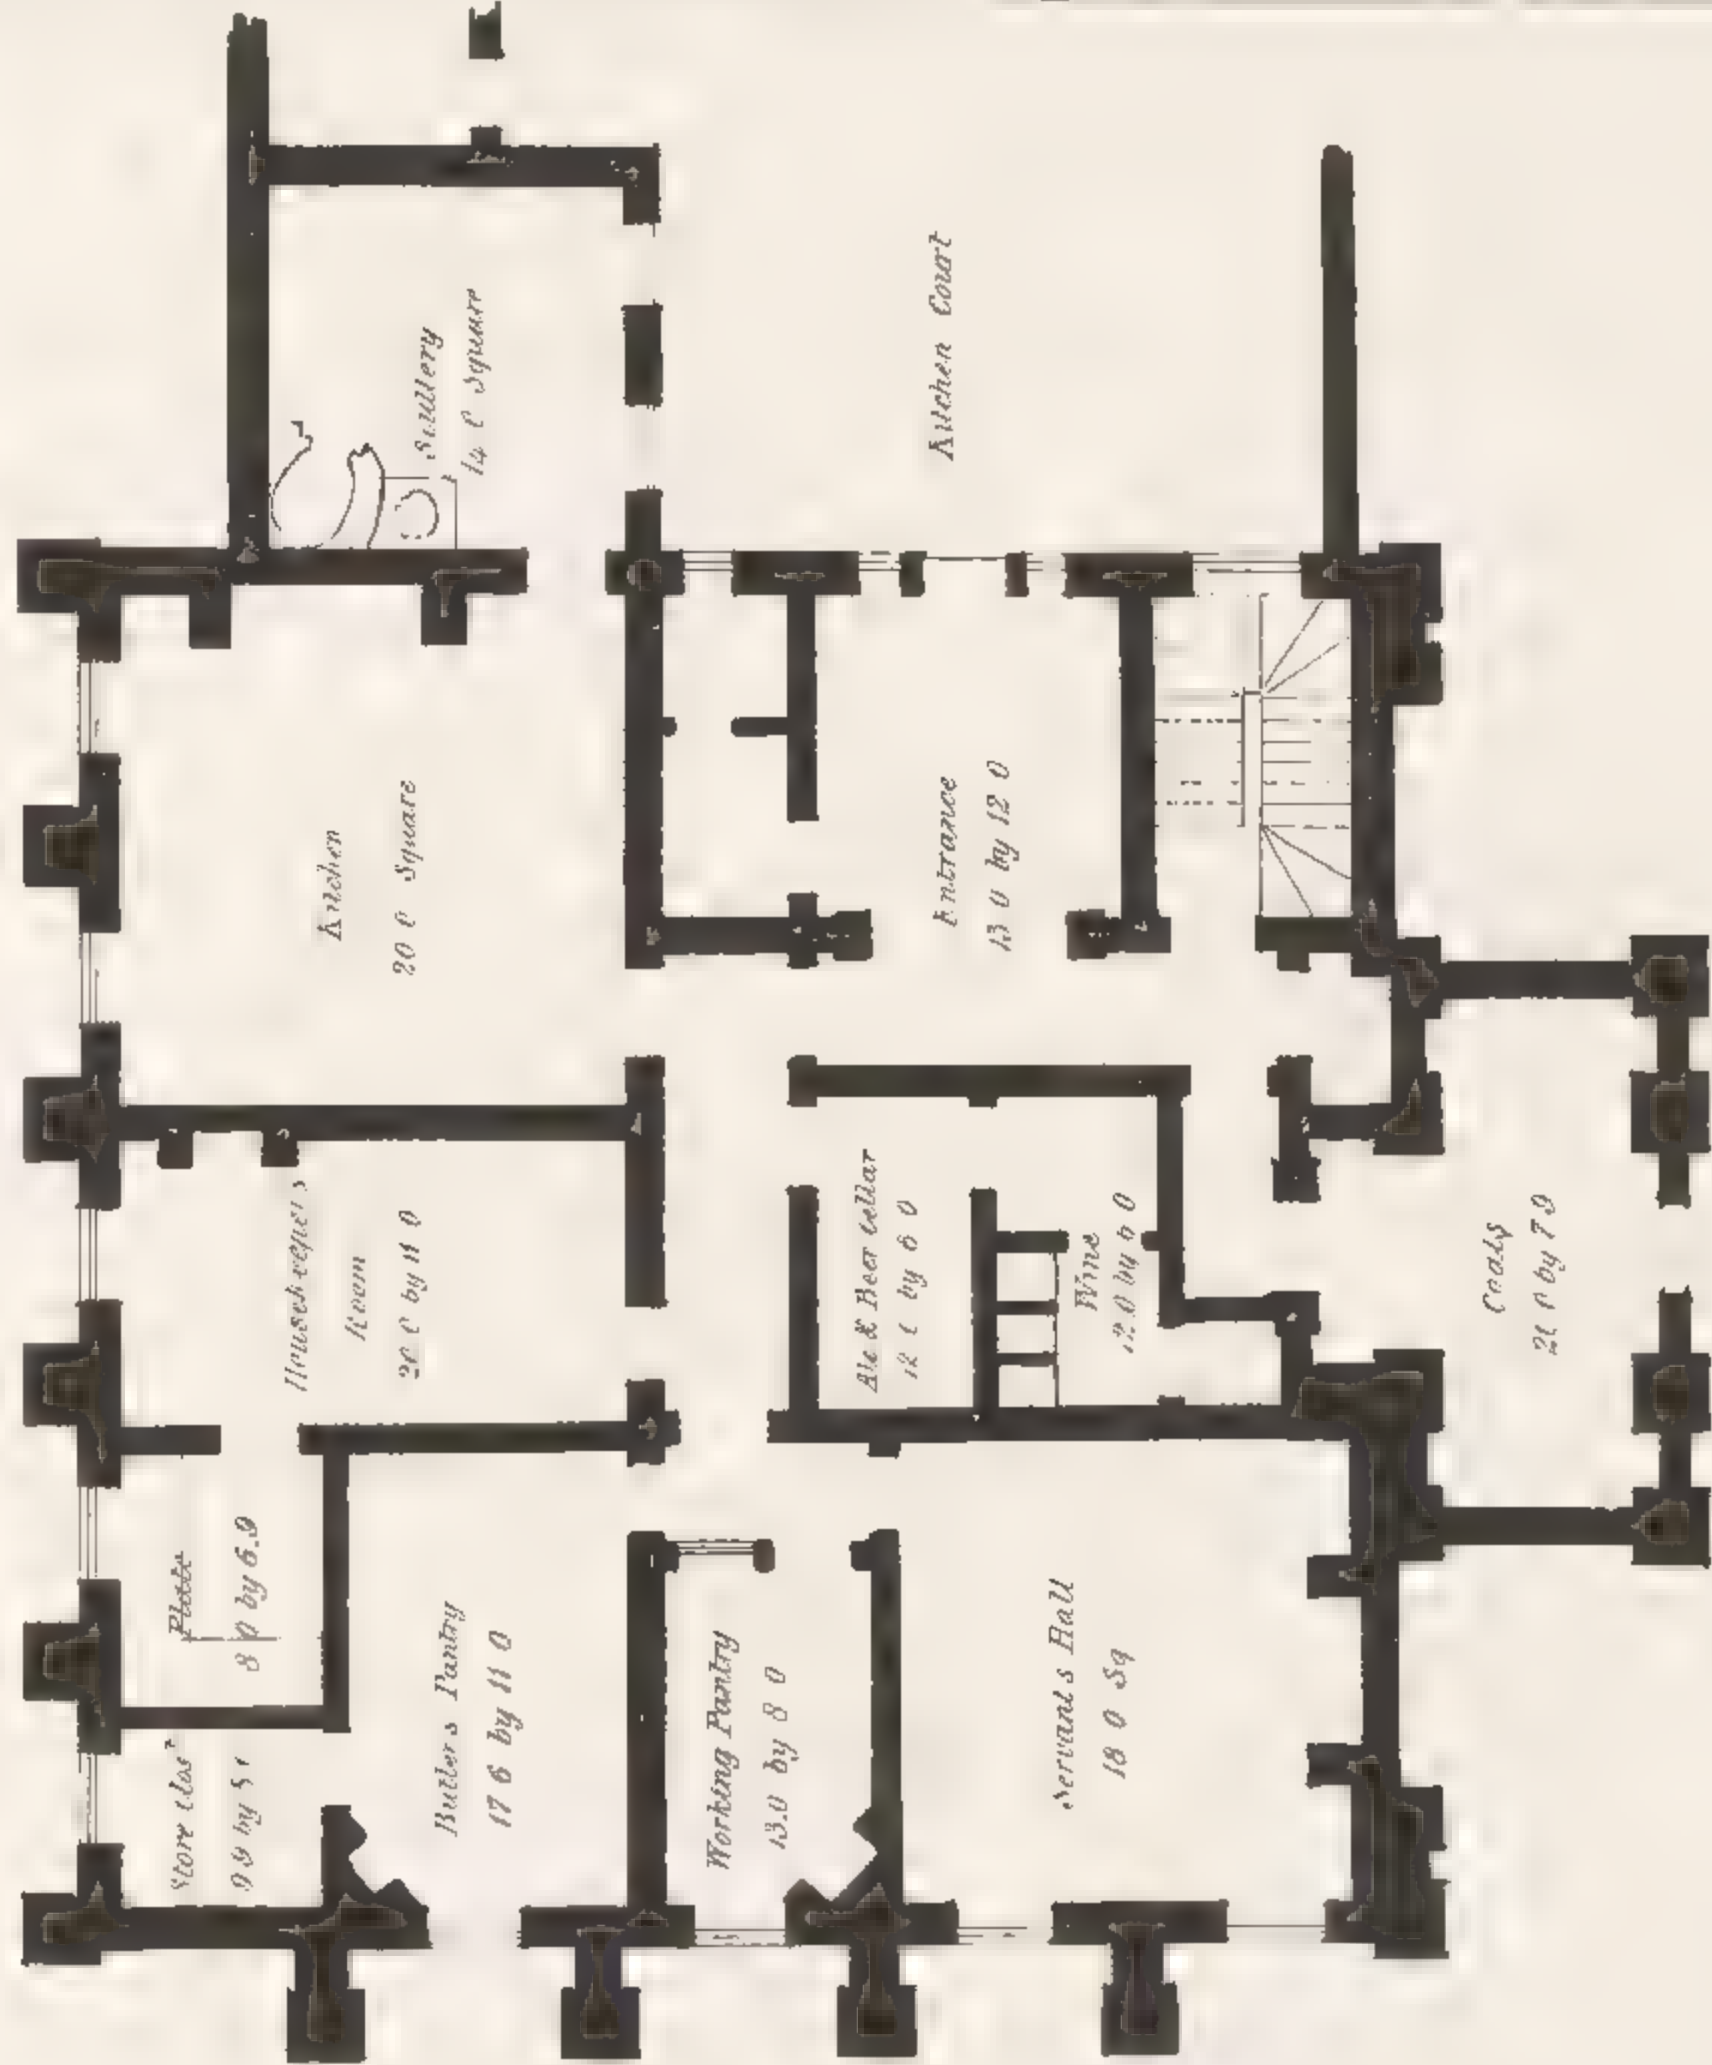 Scullery
14 0 Square
Kitchen Court
Kitchen
20 0 Square
Entrance
13 0 by 12 0
Housekeeper's
Room
20 0 by 11 0
Ale & Beer Cellar
12 0 by 6 0
Wine
12.0 by 6 0
Coals
21 0 by 7 9
Plate
8 0 by 6.9
Store Clos.t
9 9 by
Butlers Pantry
17 6 by 11 0
Working Pantry
13.0 by 8 0
Servants Hall
18 0 Sq